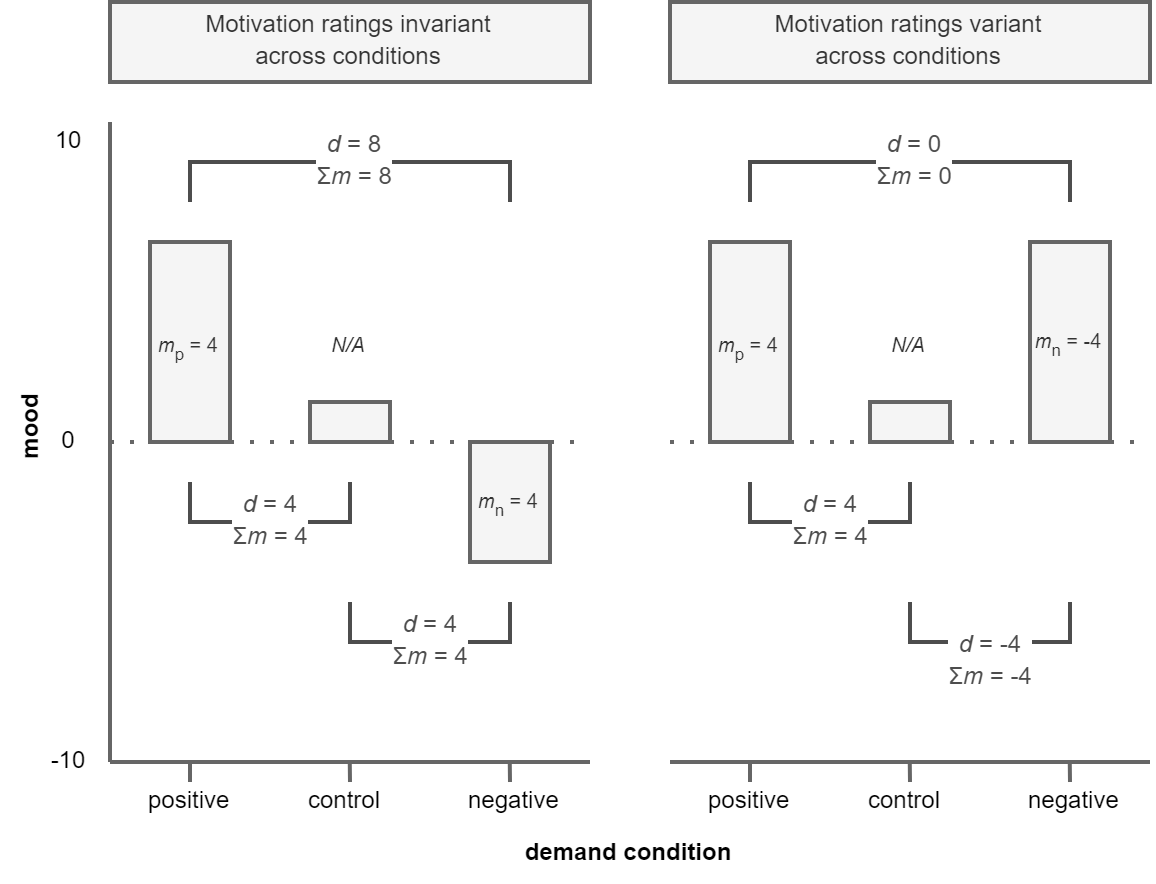 Motivation ratings invariant
across conditions
Motivation ratings variant
across conditions
10
0
-10
mood
d = 8
Σm = 8
mp = 4
N/A
mn = 4
d = 4
Σm = 4
d = 4
Σm = 4
positive
control
negative
d = 0
Σm = 0
mp = 4
N/A
mn = -4
d = 4
Σm = 4
d = -4
Σm = -4
positive
control
negative
demand condition